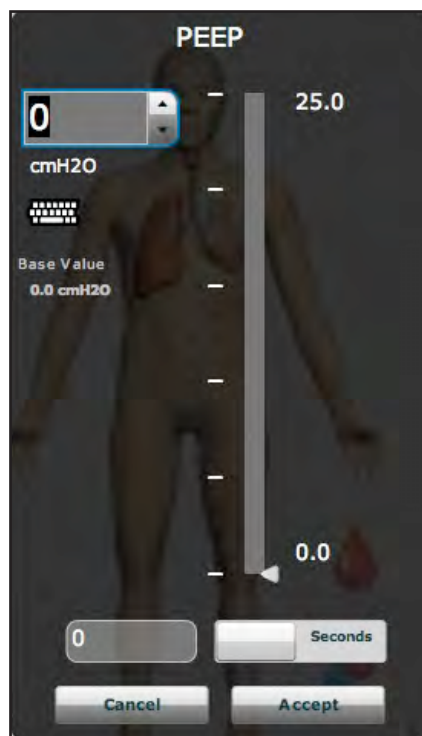 PEEP
0
25.0
cmH2O
Base Value
0.0 cmH2O
0.0
0
Seconds
Cancel
Accept